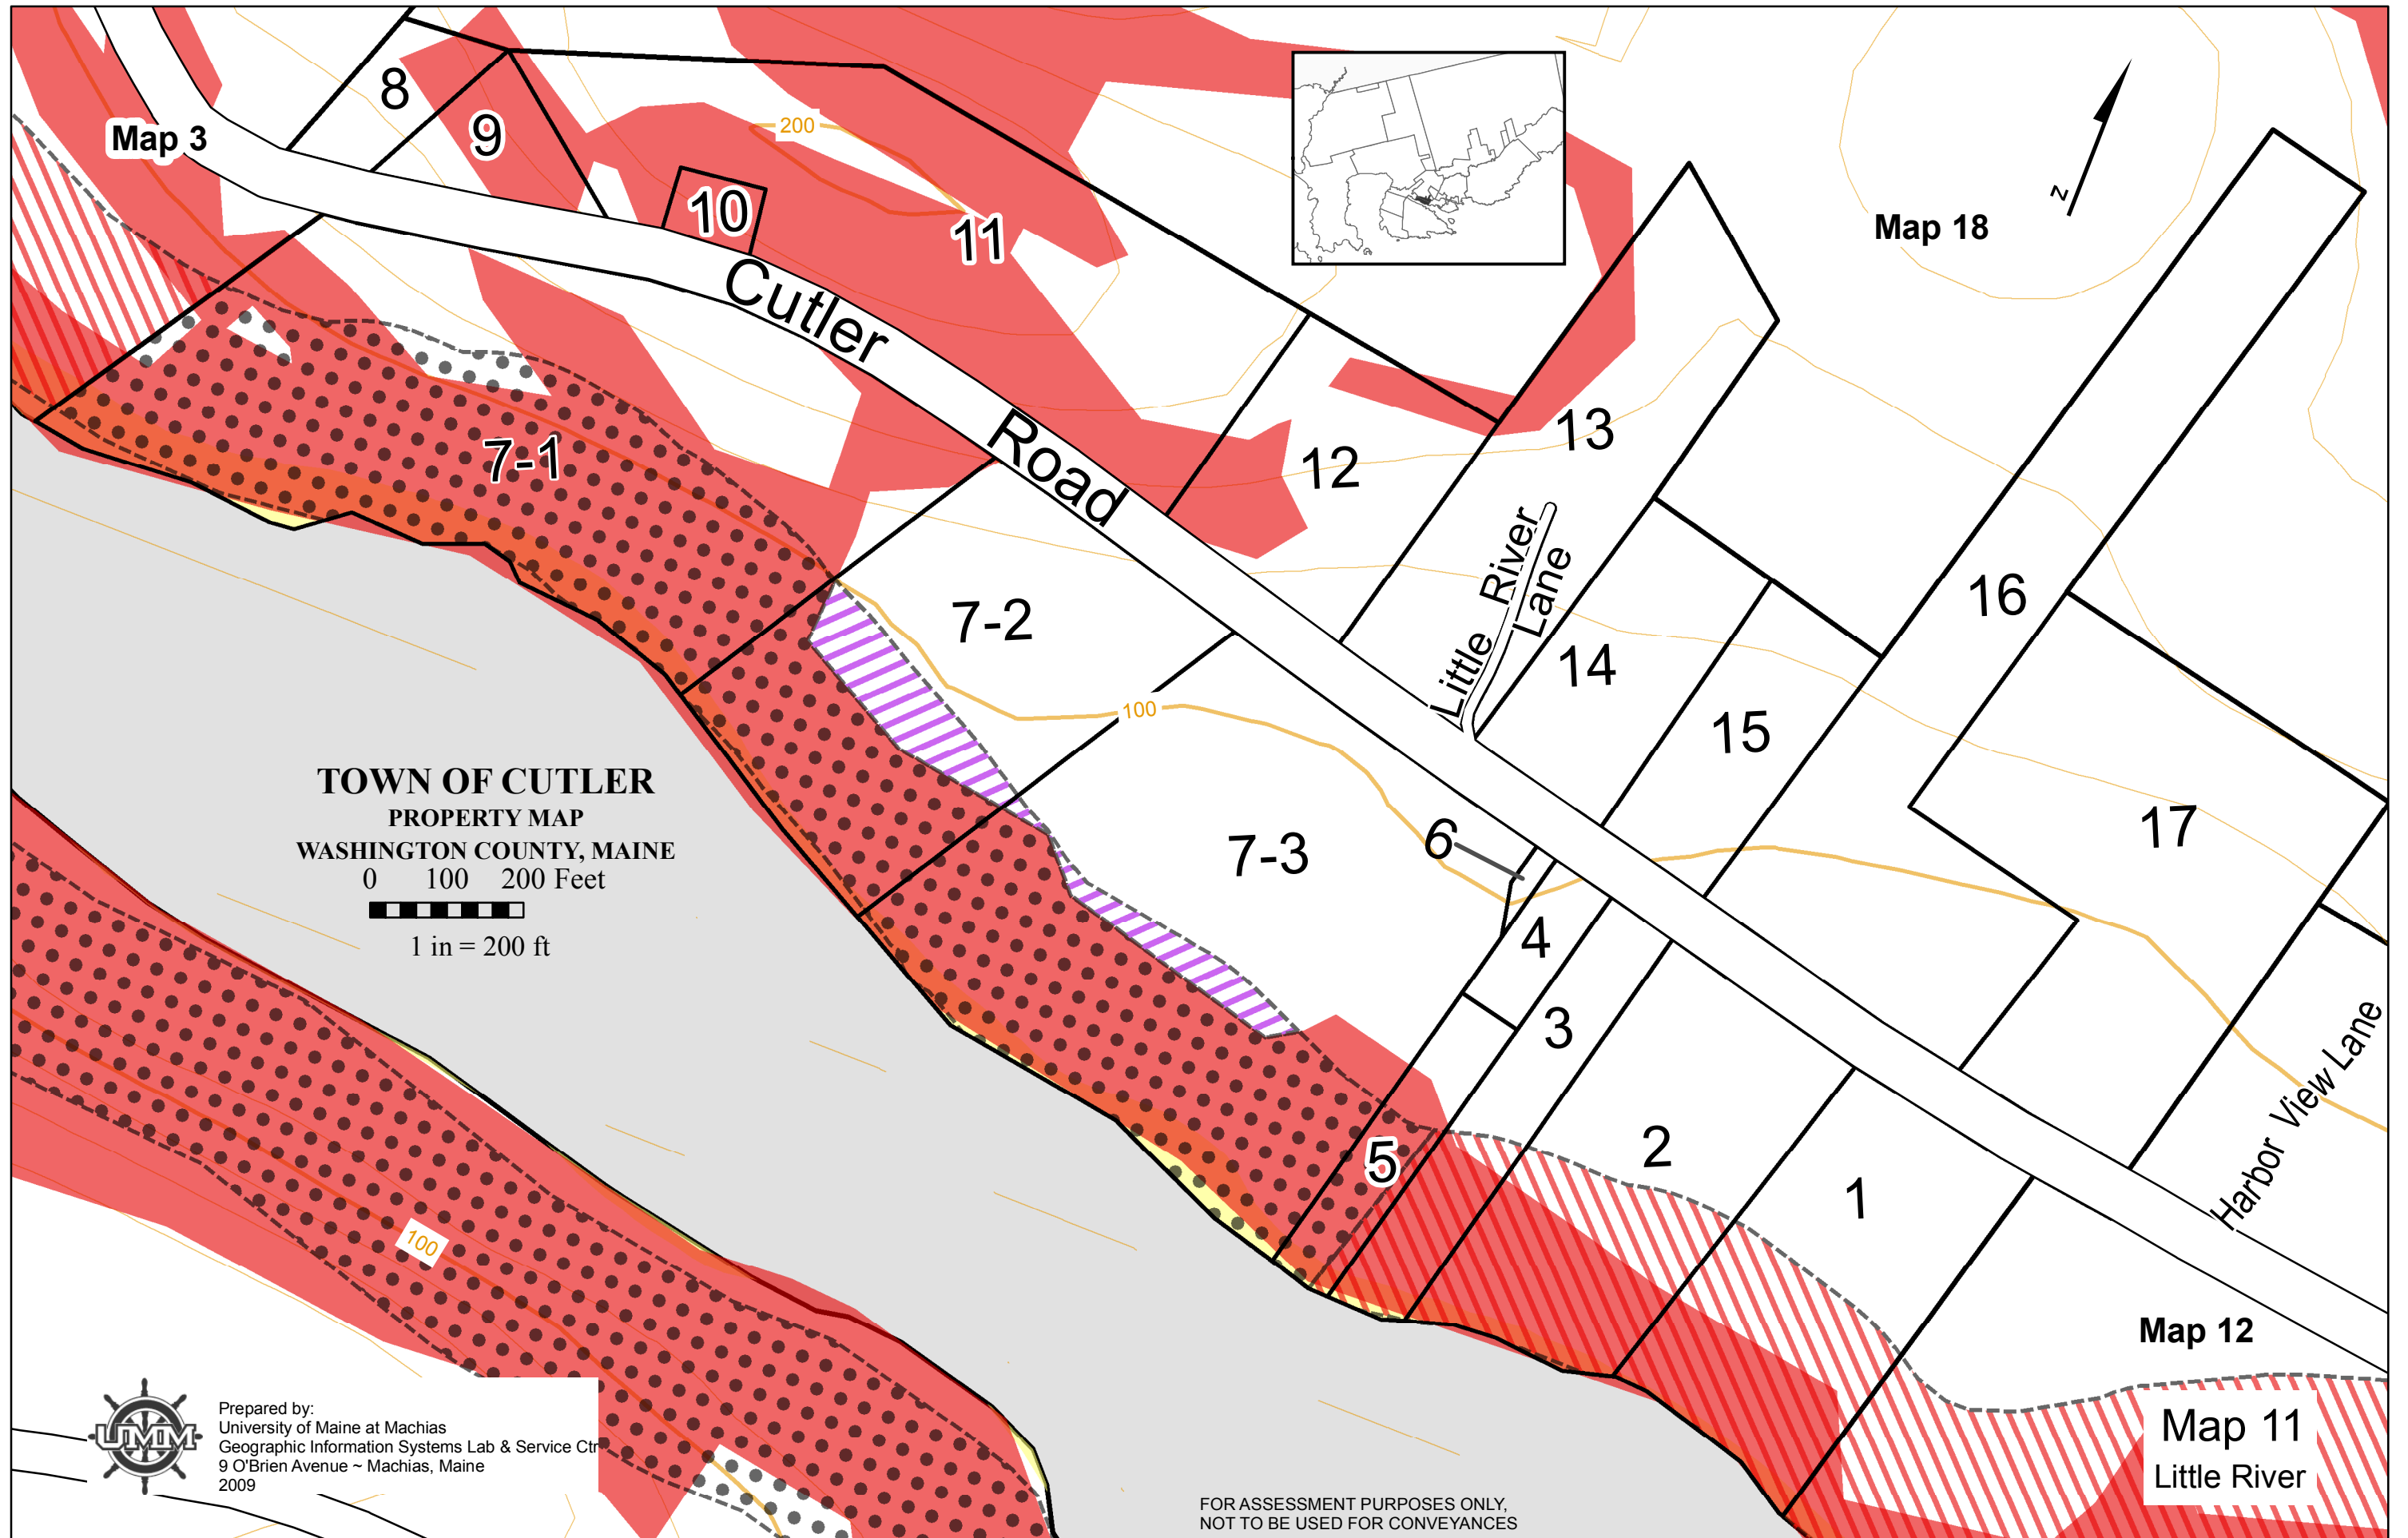 8
Map 3
9
200
10
11
Map 18
Z
Cutler
Road
7-1
12
13
Little River
Lane
16
7-2
14
100
15
TOWN OF CUTLER
PROPERTY MAP
WASHINGTON COUNTY, MAINE
0 100 200 Feet
1 in = 200 ft
7-3
6
17
4
3
Harbor View Lane
5
2
1
100
Map 12
Map 11
Little River
UMM
Prepared by:
University of Maine at Machias
Geographic Information Systems Lab & Service Ctr
9 O'Brien Avenue ~ Machias, Maine
2009
FOR ASSESSMENT PURPOSES ONLY,
NOT TO BE USED FOR CONVEYANCES